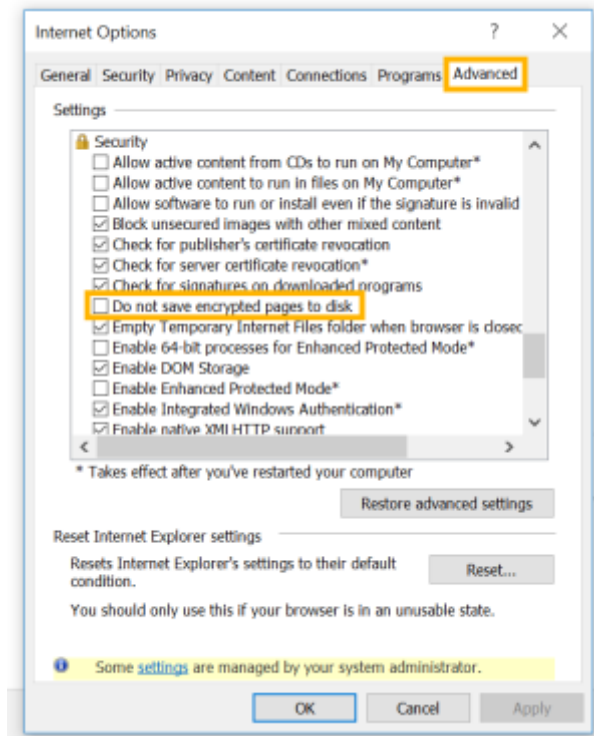 Internet Options
General Security Privacy Content Connections Programs Advanced
Settings
Security
Allow active content from CDs to run on My Computer*
Allow active content to run in files on My Computer*
Allow software to run or install even if the signature is invalid
Block unsecured images with other mixed content
Check for publisher's certificate revocation
Check for server certificate revocation*
Check for signatures on downloaded programs
Do not save encrypted pages to disk
Empty Temporary Internet Files folder when browser is closed
Enable 64-bit processes for Enhanced Protected Mode*
Enable DOM Storage
Enable Enhanced Protected Mode*
Enable Integrated Windows Authentication*
Enable native XMLHTTP support
* Takes effect after you've restarted your computer
Restore advanced settings
Reset Internet Explorer settings
Resets Internet Explorer's settings to their default
condition.
Reset...
You should only use this if your browser is in an unusable state.
Some settings are managed by your system administrator.
OK Cancel Apply